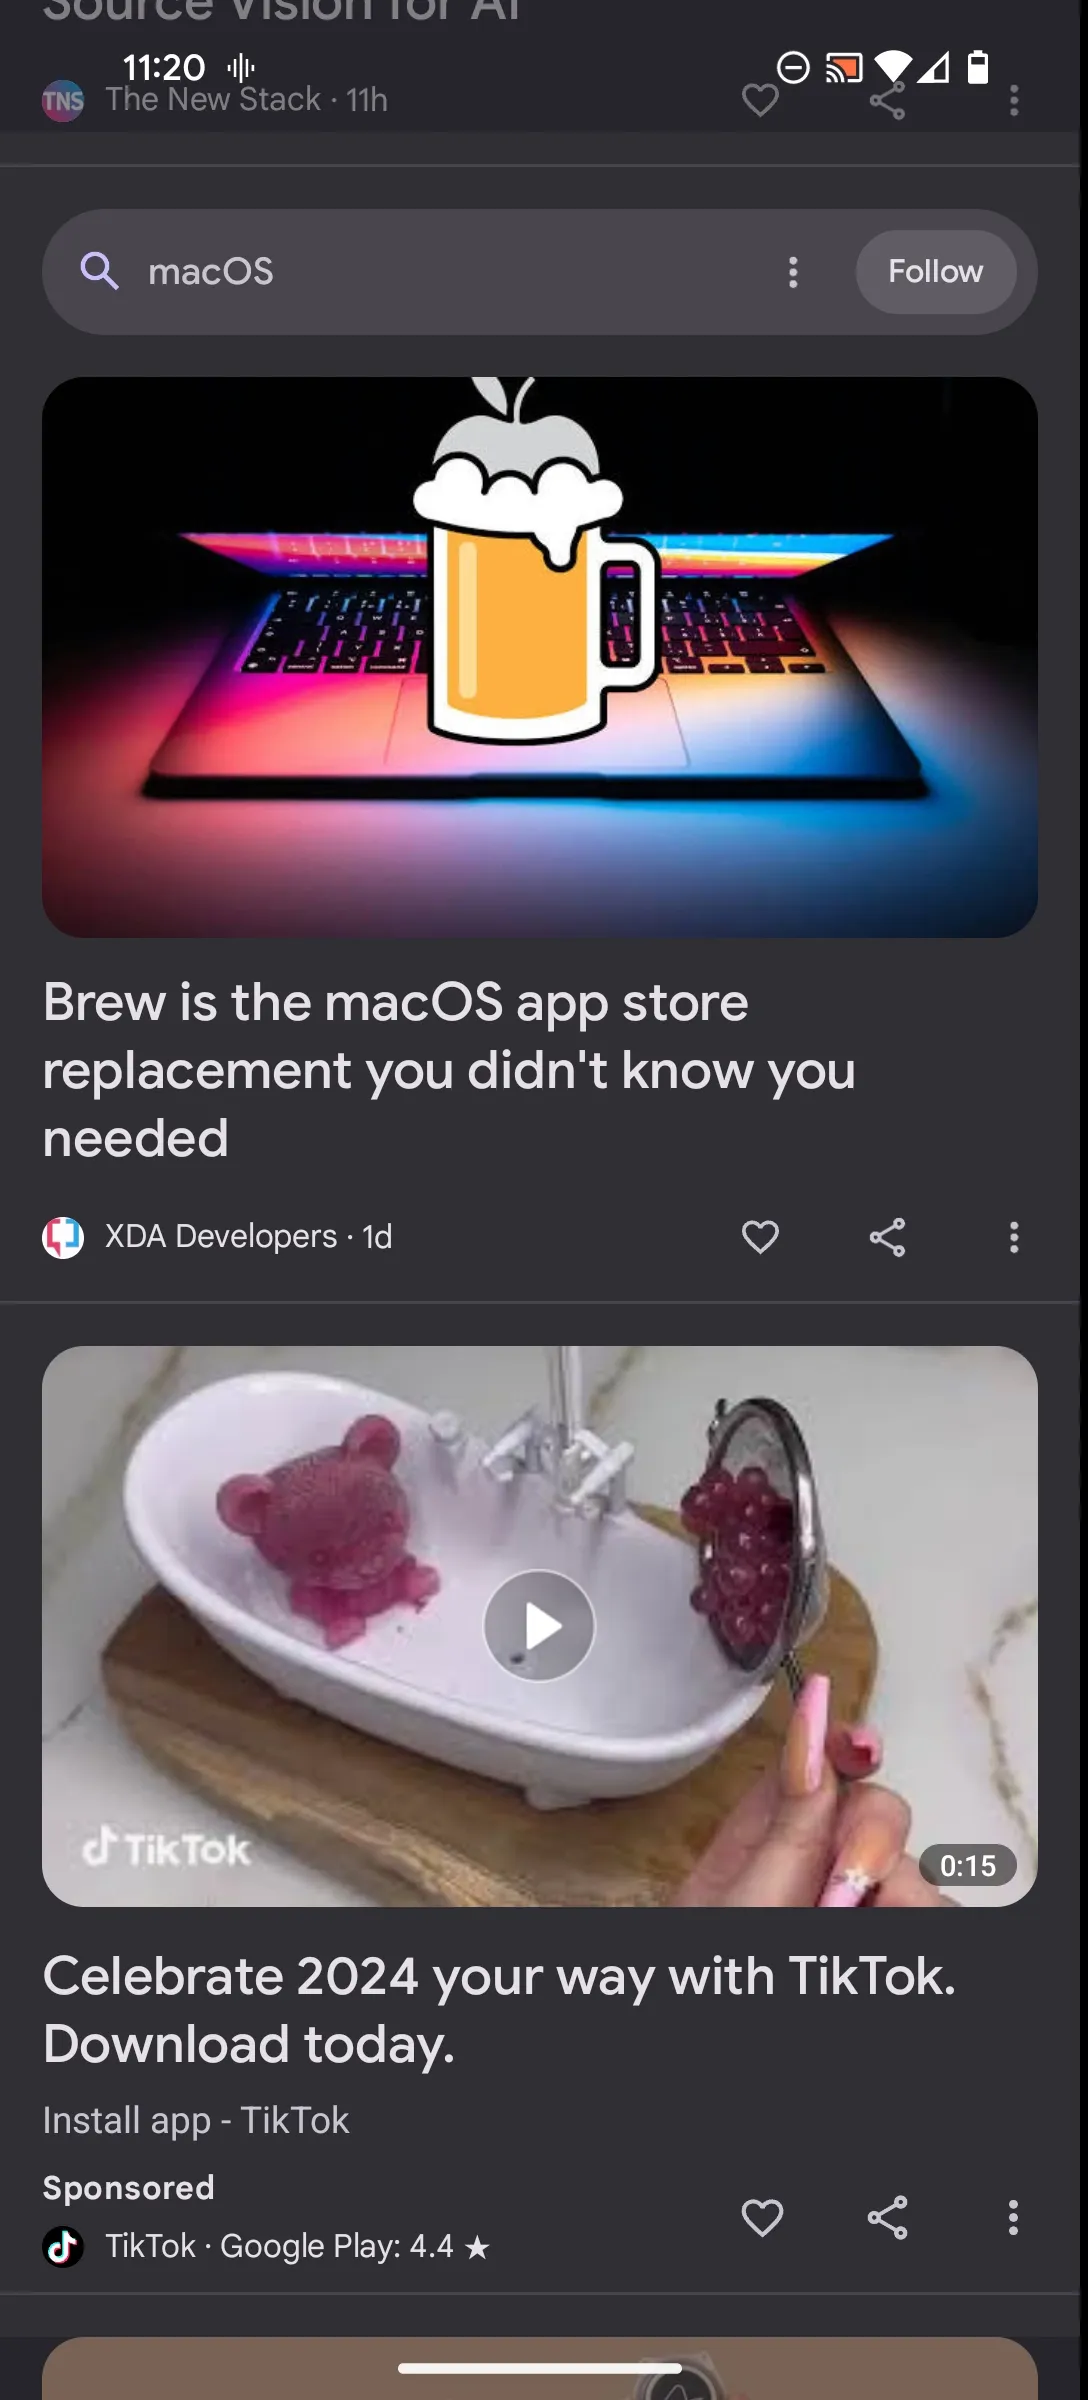 Source Vision for AI
11:20
TNS
The New Stack · 11h
macOS
Follow
Brew is the macOS app store
replacement you didn't know you
needed
XDA Developers · 1d
TikTok
0:15
Celebrate 2024 your way with TikTok.
Download today.
Install app - TikTok
Sponsored
TikTok · Google Play: 4.4 ★